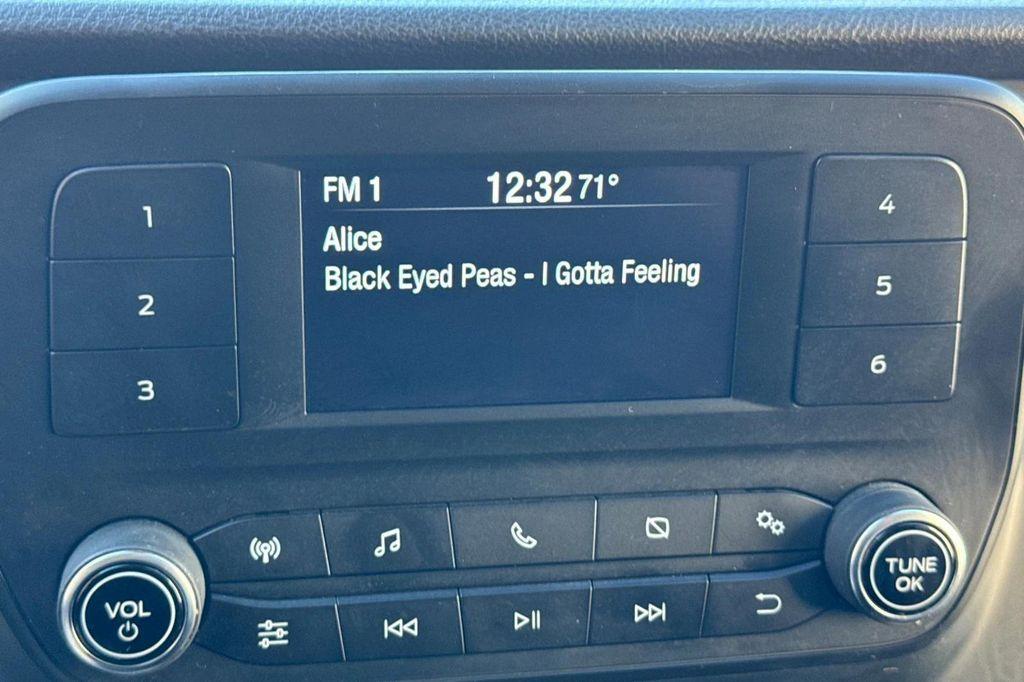 FM 1 12:32 71°
Alice
Black Eyed Peas - I Gotta Feeling
1
2
3
4
5
6
VOL
TUNE
OK